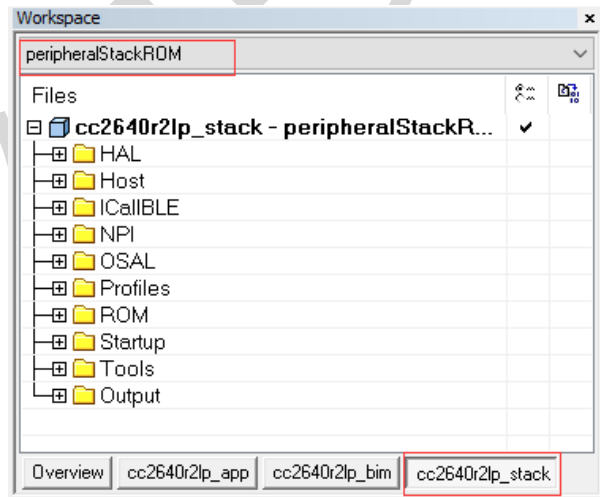 Workspace
peripheralStackROM
Files
cc2640r2lp_stack - peripheralStackR...
HAL
Host
ICallBLE
NPI
OSAL
Profiles
ROM
Startup
Tools
Output
Overview cc2640r2lp_app cc2640r2lp_bim cc2640r2lp_stack